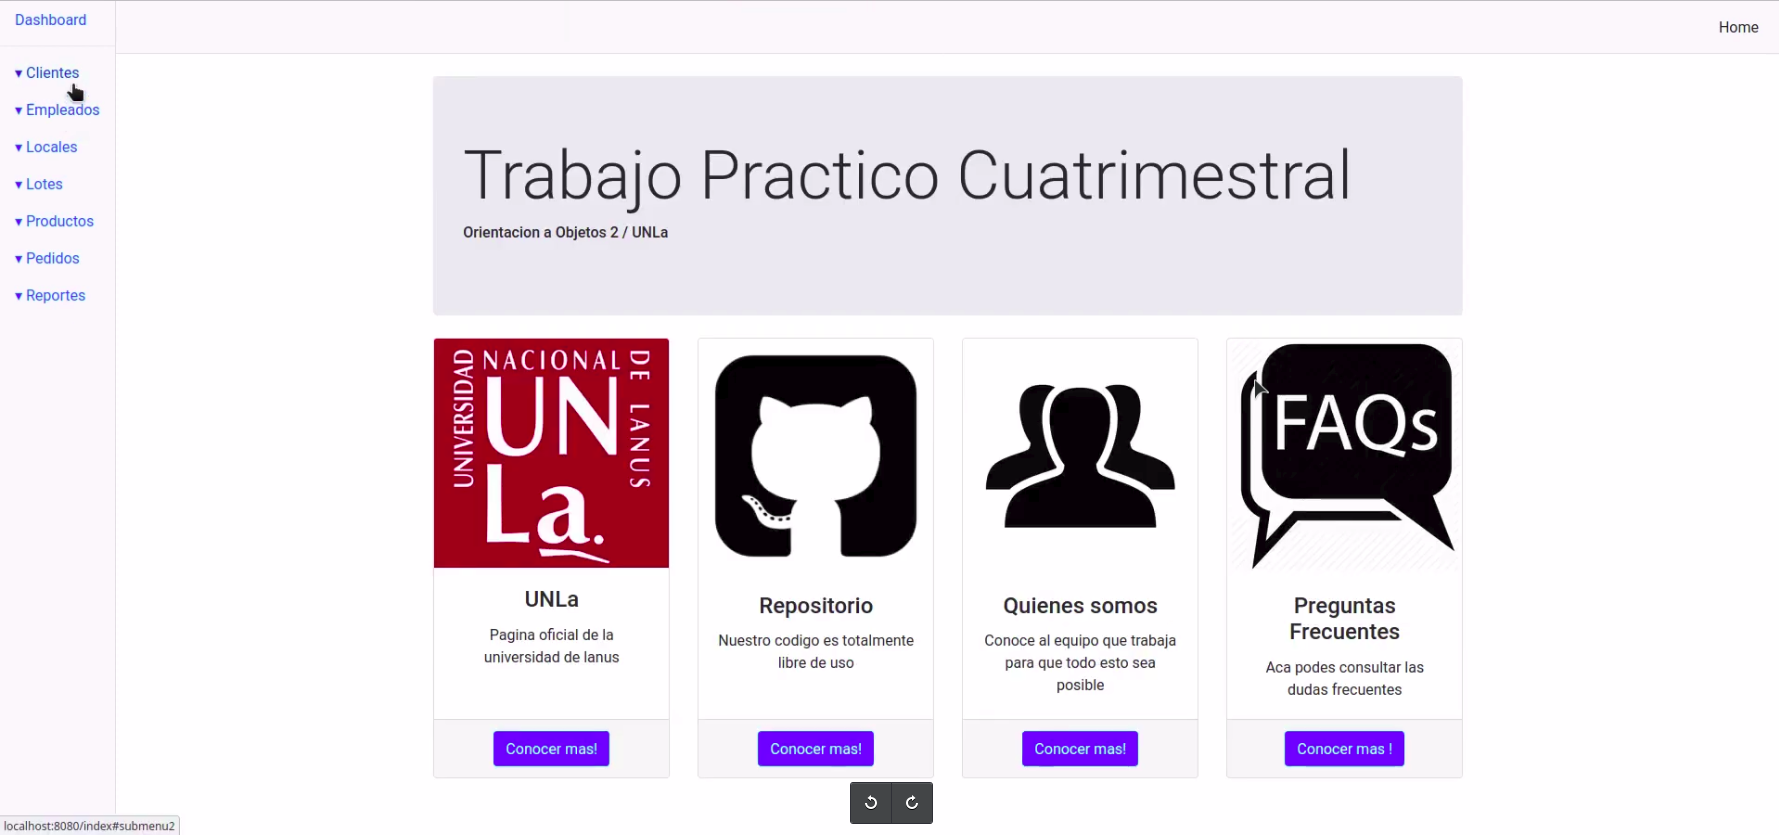 Dashboard
Home
▾ Clientes
▾ Empleados
▾ Locales
▾ Lotes
▾ Productos
▾ Pedidos
▾ Reportes
Trabajo Practico Cuatrimestral
Orientacion a Objetos 2 / UNLa
UNIVERSIDAD
NACIONAL
DE LANUS
UN
La.
FAQs
UNLa
Pagina oficial de la
universidad de lanus
Conocer mas!
Repositorio
Nuestro codigo es totalmente
libre de uso
Conocer mas!
Quienes somos
Conoce al equipo que trabaja
para que todo esto sea
posible
Conocer mas!
Preguntas
Frecuentes
Aca podes consultar las
dudas frecuentes
Conocer mas !
localhost:8080/index#submenu2